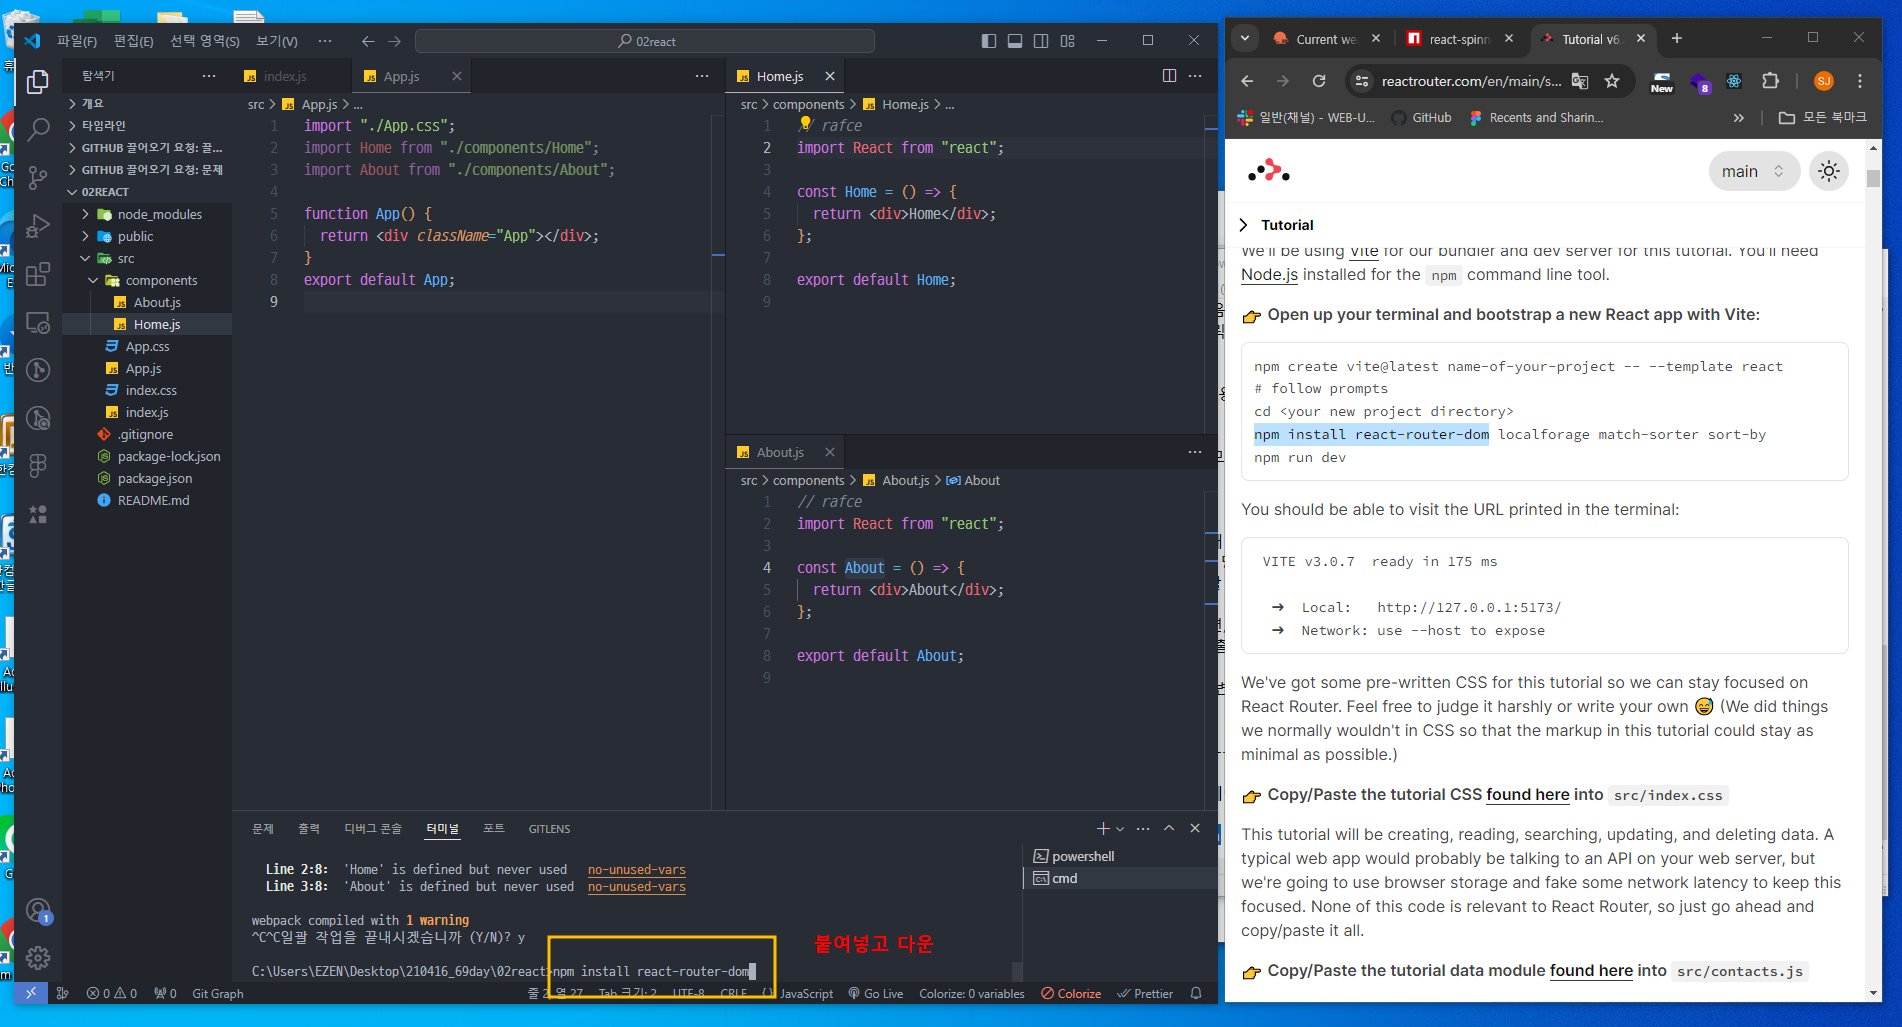 파일(F) 편집(E) 선택 영역(S) 보기(V) ··· 02react
탐색기 ···
개요
타임라인
GITHUB 끌어오기 요청: 끌...
GITHUB 끌어오기 요청: 문제
02REACT
node_modules
public
src
components
About.js
Home.js
App.css
App.js
index.css
index.js
.gitignore
package-lock.json
package.json
README.md
1
index.js App.js
src > App.js > ...
1 import "./App.css";
2 import Home from "./components/Home";
3 import About from "./components/About";
4
5 function App() {
6 return <div className="App"></div>;
7 }
8 export default App;
9
Home.js
src > components > Home.js > ...
1 // rafce
2 import React from "react";
3
4 const Home = () => {
5 return <div>Home</div>;
6 };
7
8 export default Home;
9
About.js
src > components > About.js > About
1 // rafce
2 import React from "react";
3
4 const About = () => {
5 return <div>About</div>;
6 };
7
8 export default About;
9
문제 출력 디버그 콘솔 터미널 포트 GITLENS
powershell
cmd
Line 2:8: 'Home' is defined but never used no-unused-vars
Line 3:8: 'About' is defined but never used no-unused-vars
webpack compiled with 1 warning
^C^C일괄 작업을 끝내시겠습니까 (Y/N)? y
붙여넣고 다운
C:\Users\EZEN\Desktop\210416_69day\02react>npm install react-router-dom
0 0 0 Git Graph 줄 2, 열 27 Tab 크기: 2 UTF-8 CRLF {} JavaScript Go Live Colorize: 0 variables Colorize Prettier
Current we react-spinn Tutorial v6.
reactrouter.com/en/main/s... New 8 SJ
일반(채널) - WEB-U... GitHub Recents and Sharin... » 모든 북마크
main
Tutorial
We'll be using Vite for our bundler and dev server for this tutorial. You'll need
Node.js installed for the npm command line tool.
👉 Open up your terminal and bootstrap a new React app with Vite:
npm create vite@latest name-of-your-project -- --template react
# follow prompts
cd <your new project directory>
npm install react-router-dom localforage match-sorter sort-by
npm run dev
You should be able to visit the URL printed in the terminal:
VITE v3.0.7 ready in 175 ms
➜ Local: http://127.0.0.1:5173/
➜ Network: use --host to expose
We've got some pre-written CSS for this tutorial so we can stay focused on
React Router. Feel free to judge it harshly or write your own 😅 (We did things
we normally wouldn't in CSS so that the markup in this tutorial could stay as
minimal as possible.)
👉 Copy/Paste the tutorial CSS found here into src/index.css
This tutorial will be creating, reading, searching, updating, and deleting data. A
typical web app would probably be talking to an API on your web server, but
we're going to use browser storage and fake some network latency to keep this
focused. None of this code is relevant to React Router, so just go ahead and
copy/paste it all.
👉 Copy/Paste the tutorial data module found here into src/contacts.js